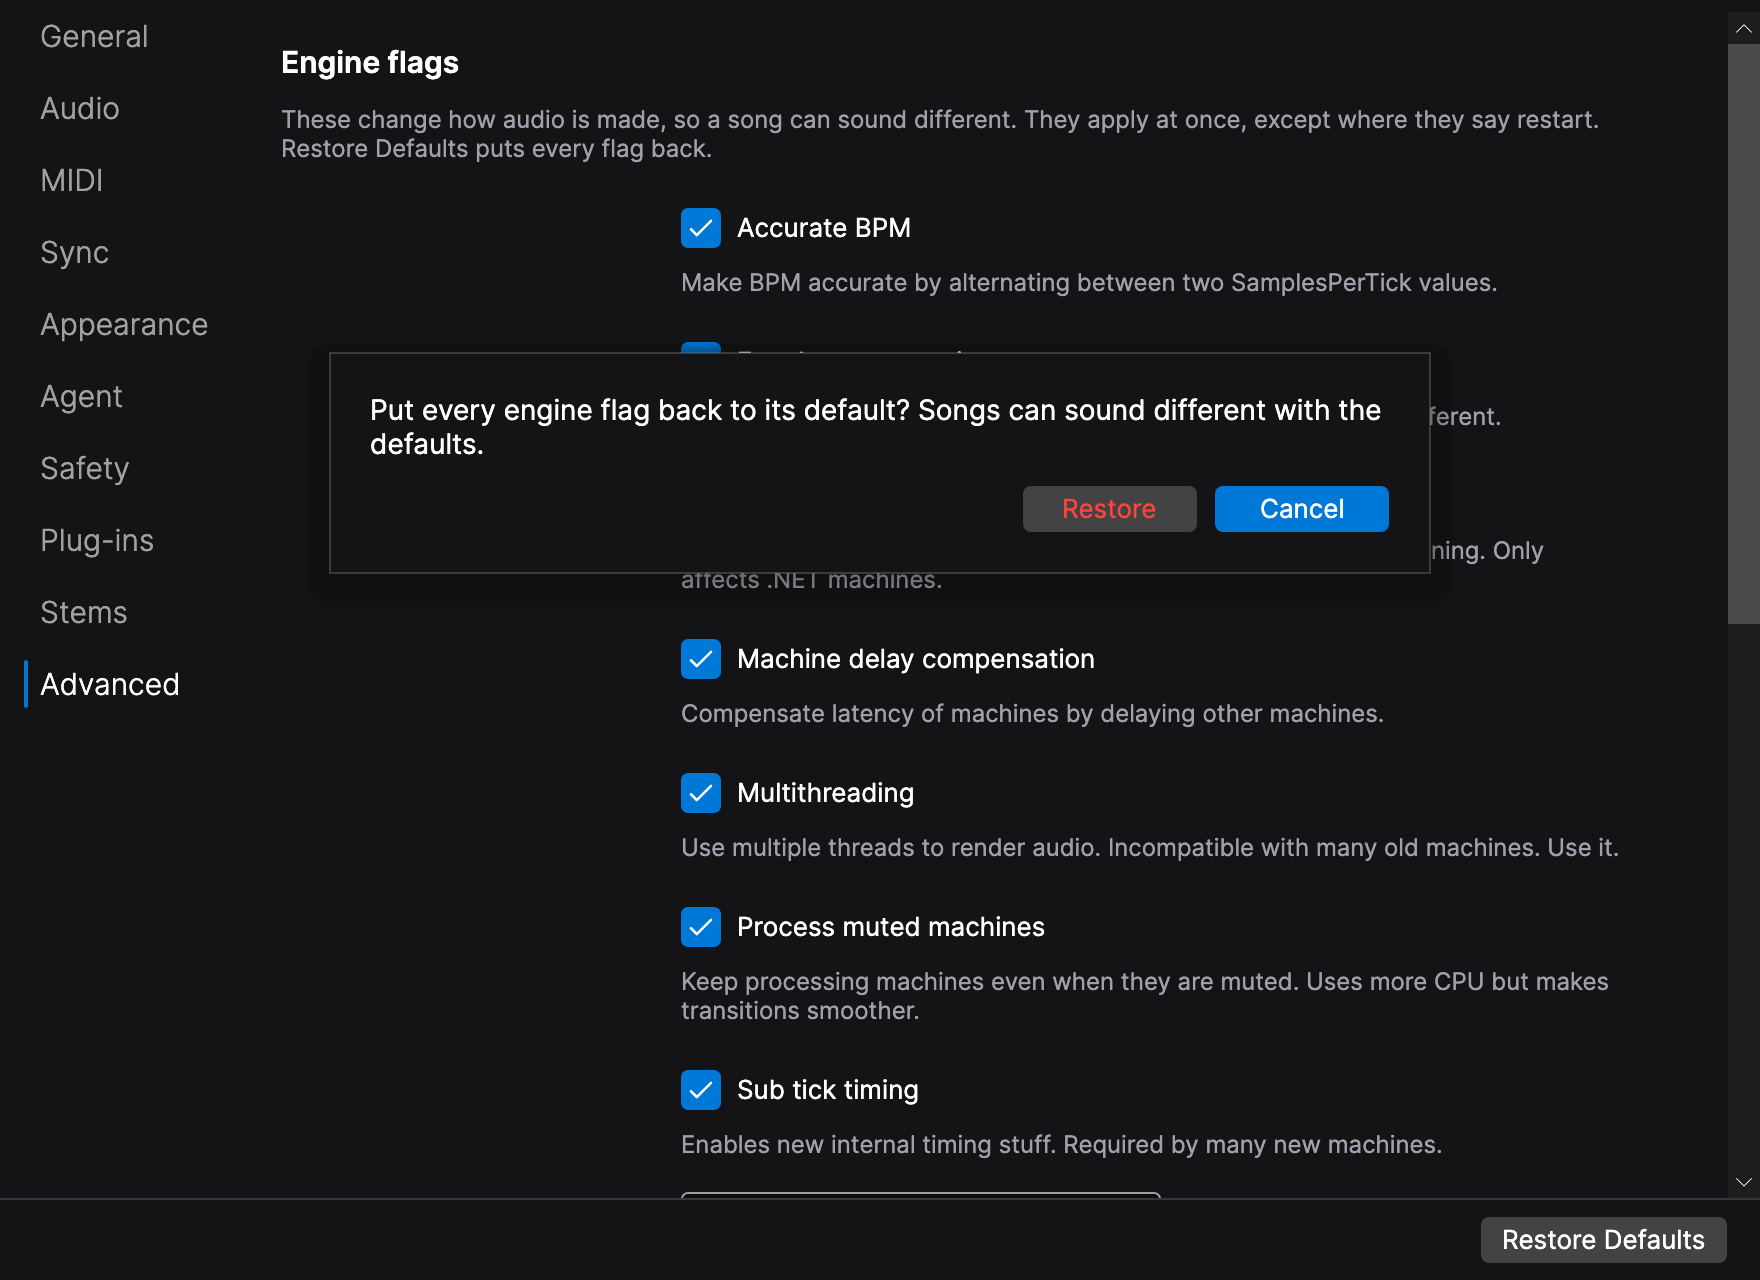 General
Audio
MIDI
Sync
Appearance
Agent
Safety
Plug-ins
Stems
Advanced
Engine flags
These change how audio is made, so a song can sound different. They apply at once, except where they say restart.
Restore Defaults puts every flag back.
Accurate BPM
Make BPM accurate by alternating between two SamplesPerTick values.
Put every engine flag back to its default? Songs can sound different with the
defaults.
Restore
Cancel
ferent.
ning. Only
affects .NET machines.
Machine delay compensation
Compensate latency of machines by delaying other machines.
Multithreading
Use multiple threads to render audio. Incompatible with many old machines. Use it.
Process muted machines
Keep processing machines even when they are muted. Uses more CPU but makes
transitions smoother.
Sub tick timing
Enables new internal timing stuff. Required by many new machines.
Restore Defaults